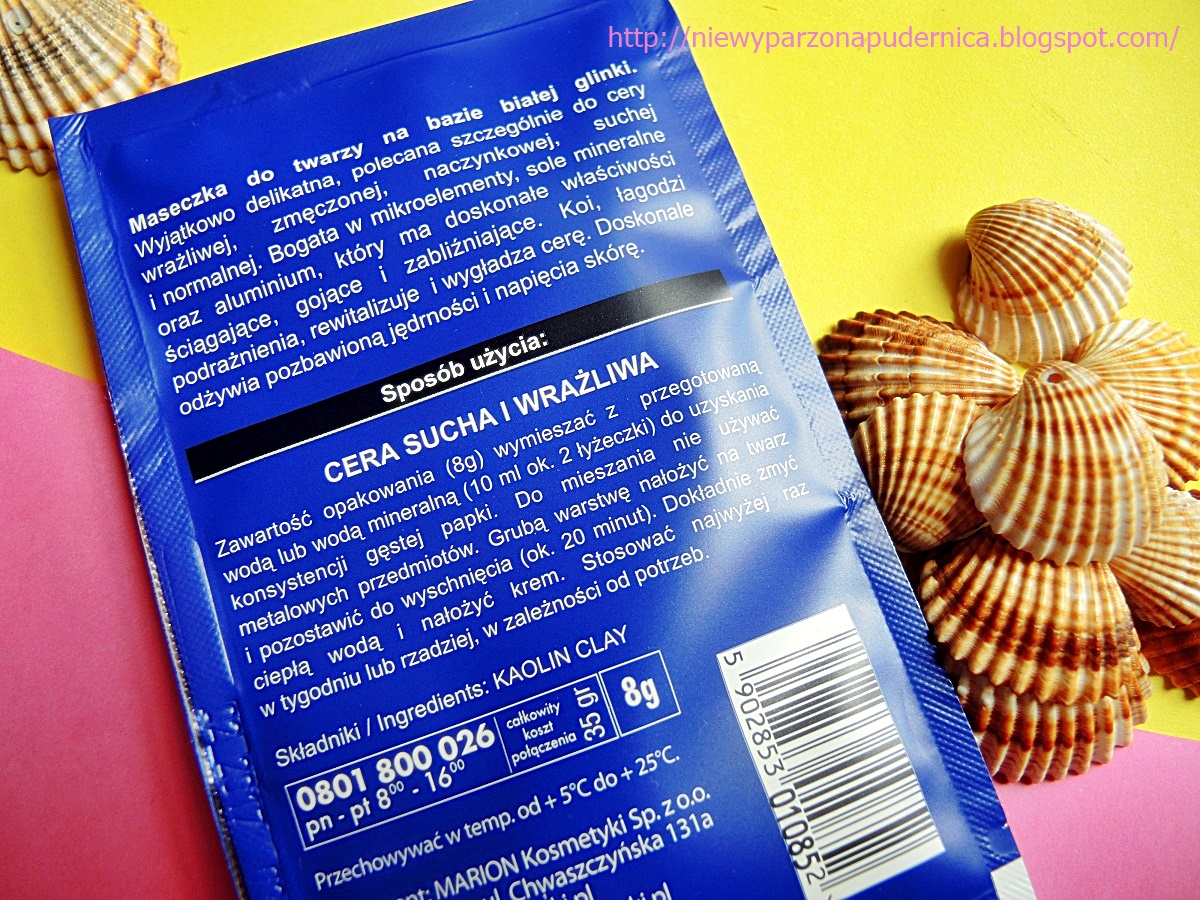 http://niewyparzonapudernica.blogspot.com/
Maseczka do twarzy na bazie białej glinki.
Wyjątkowo delikatna, polecana szczególnie do cery
wrażliwej, zmęczonej, naczynkowej, suchej
i normalnej. Bogata w mikroelementy, sole mineralne
oraz aluminium, który ma doskonałe właściwości
ściągające, gojące i zabliźniające. Koi, łagodzi
podrażnienia, rewitalizuje i wygładza cerę. Doskonale
odżywia pozbawioną jędrności i napięcia skórę.
Sposób użycia:
CERA SUCHA I WRAŻLIWA
Zawartość opakowania (8g) wymieszać z przegotowaną
wodą lub wodą mineralną (10 ml ok. 2 łyżeczki) do uzyskania
konsystencji gęstej papki. Do mieszania nie używać
metalowych przedmiotów. Grubą warstwę nałożyć na twarz
i pozostawić do wyschnięcia (ok. 20 minut). Dokładnie zmyć
ciepłą wodą i nałożyć krem. Stosować najwyżej raz
w tygodniu lub rzadziej, w zależności od potrzeb.
Składniki / Ingredients: KAOLIN CLAY
0801 800 026
pn - pt 8⁰⁰ - 16⁰⁰
całkowity
koszt
połączenia
35 gr
8g
Przechowywać w temp. od + 5°C do + 25°C.
MARION Kosmetyki Sp. z o.o.
ul. Chwaszczyńska 131a
5 902853 010852